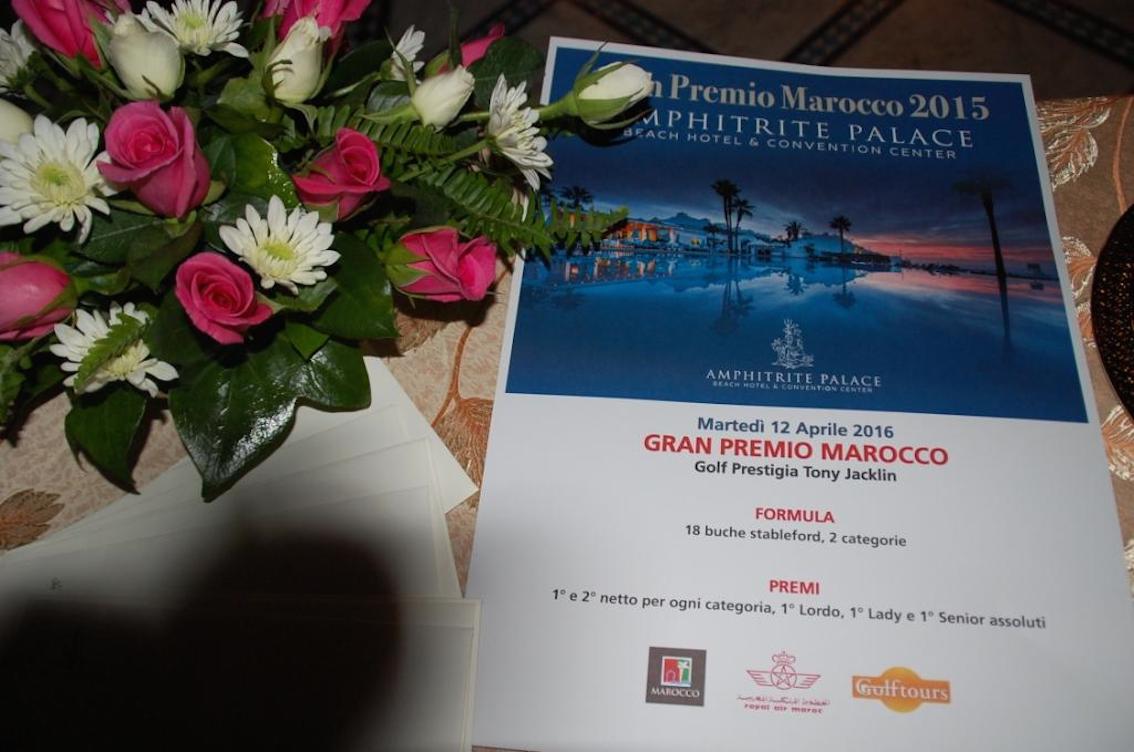 Premio Marocco 2015
AMPHITRITE PALACE
BEACH HOTEL & CONVENTION CENTER
AMPHITRITE PALACE
BEACH HOTEL & CONVENTION CENTER
Martedì 12 Aprile 2016
GRAN PREMIO MAROCCO
Golf Prestigia Tony Jacklin
FORMULA
18 buche stableford, 2 categorie
PREMI
1° e 2° netto per ogni categoria, 1° Lordo, 1° Lady e 1° Senior assoluti
MAROCCO
royal air maroc
Golftours